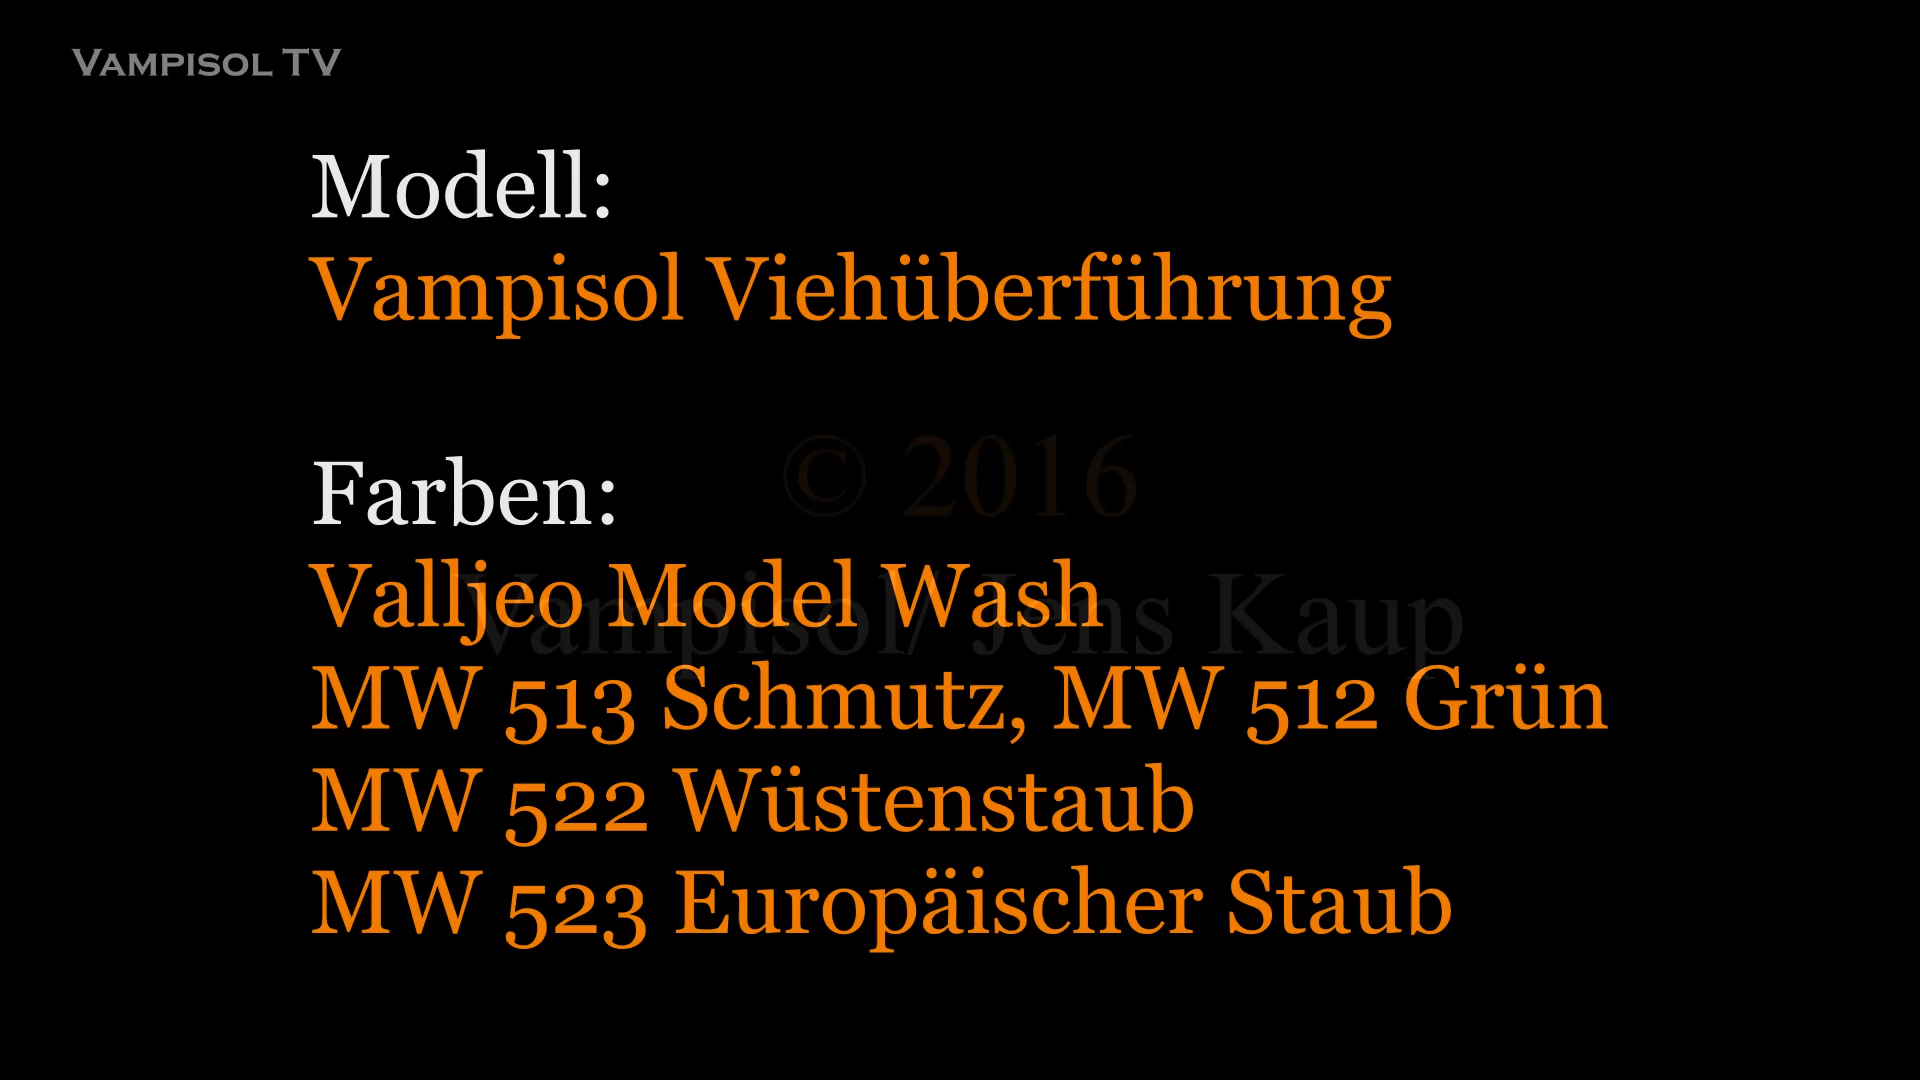 VAMPISOL TV
Modell:
Vampisol Viehüberführung
© 2016
Farben:
Valljeo Model Wash
Vampisol/ Jens Kaup
MW 513 Schmutz, MW 512 Grün
MW 522 Wüstenstaub
MW 523 Europäischer Staub